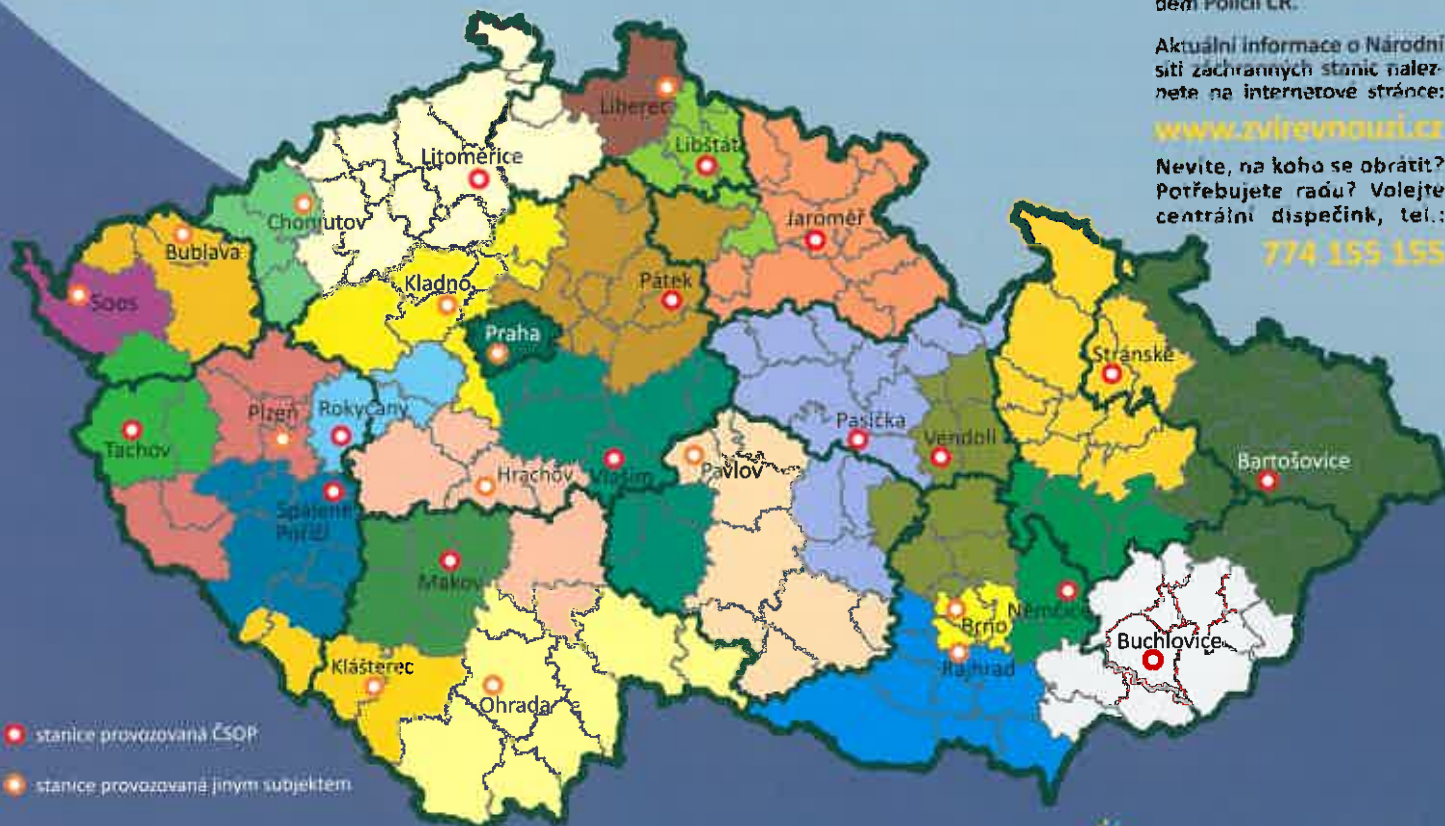 dem Policií ČR.
Aktuální informace o Národní
síti záchranných stanic nalez-
nete na internetové stránce:
www.zvirevnouzi.cz
Nevíte, na koho se obrátit?
Potřebujete radu? Volejte
centrální dispečink, tel.:
774 155 155
Liberec
Libštát
Litoměřice
Chomutov
Jaroměř
Bublava
Kladno
Pátek
Soos
Praha
Stránské
Plzeň
Rokycany
Pasíčka
Vendolí
Tachov
Hrachov
Vlašim
Pavlov
Bartošovice
Spálené
Poříčí
Makov
Němčice
Brno
Buchlovice
Rajhrad
Klášterec
Ohrada
stanice provozovaná ČSOP
stanice provozovaná jiným subjektem